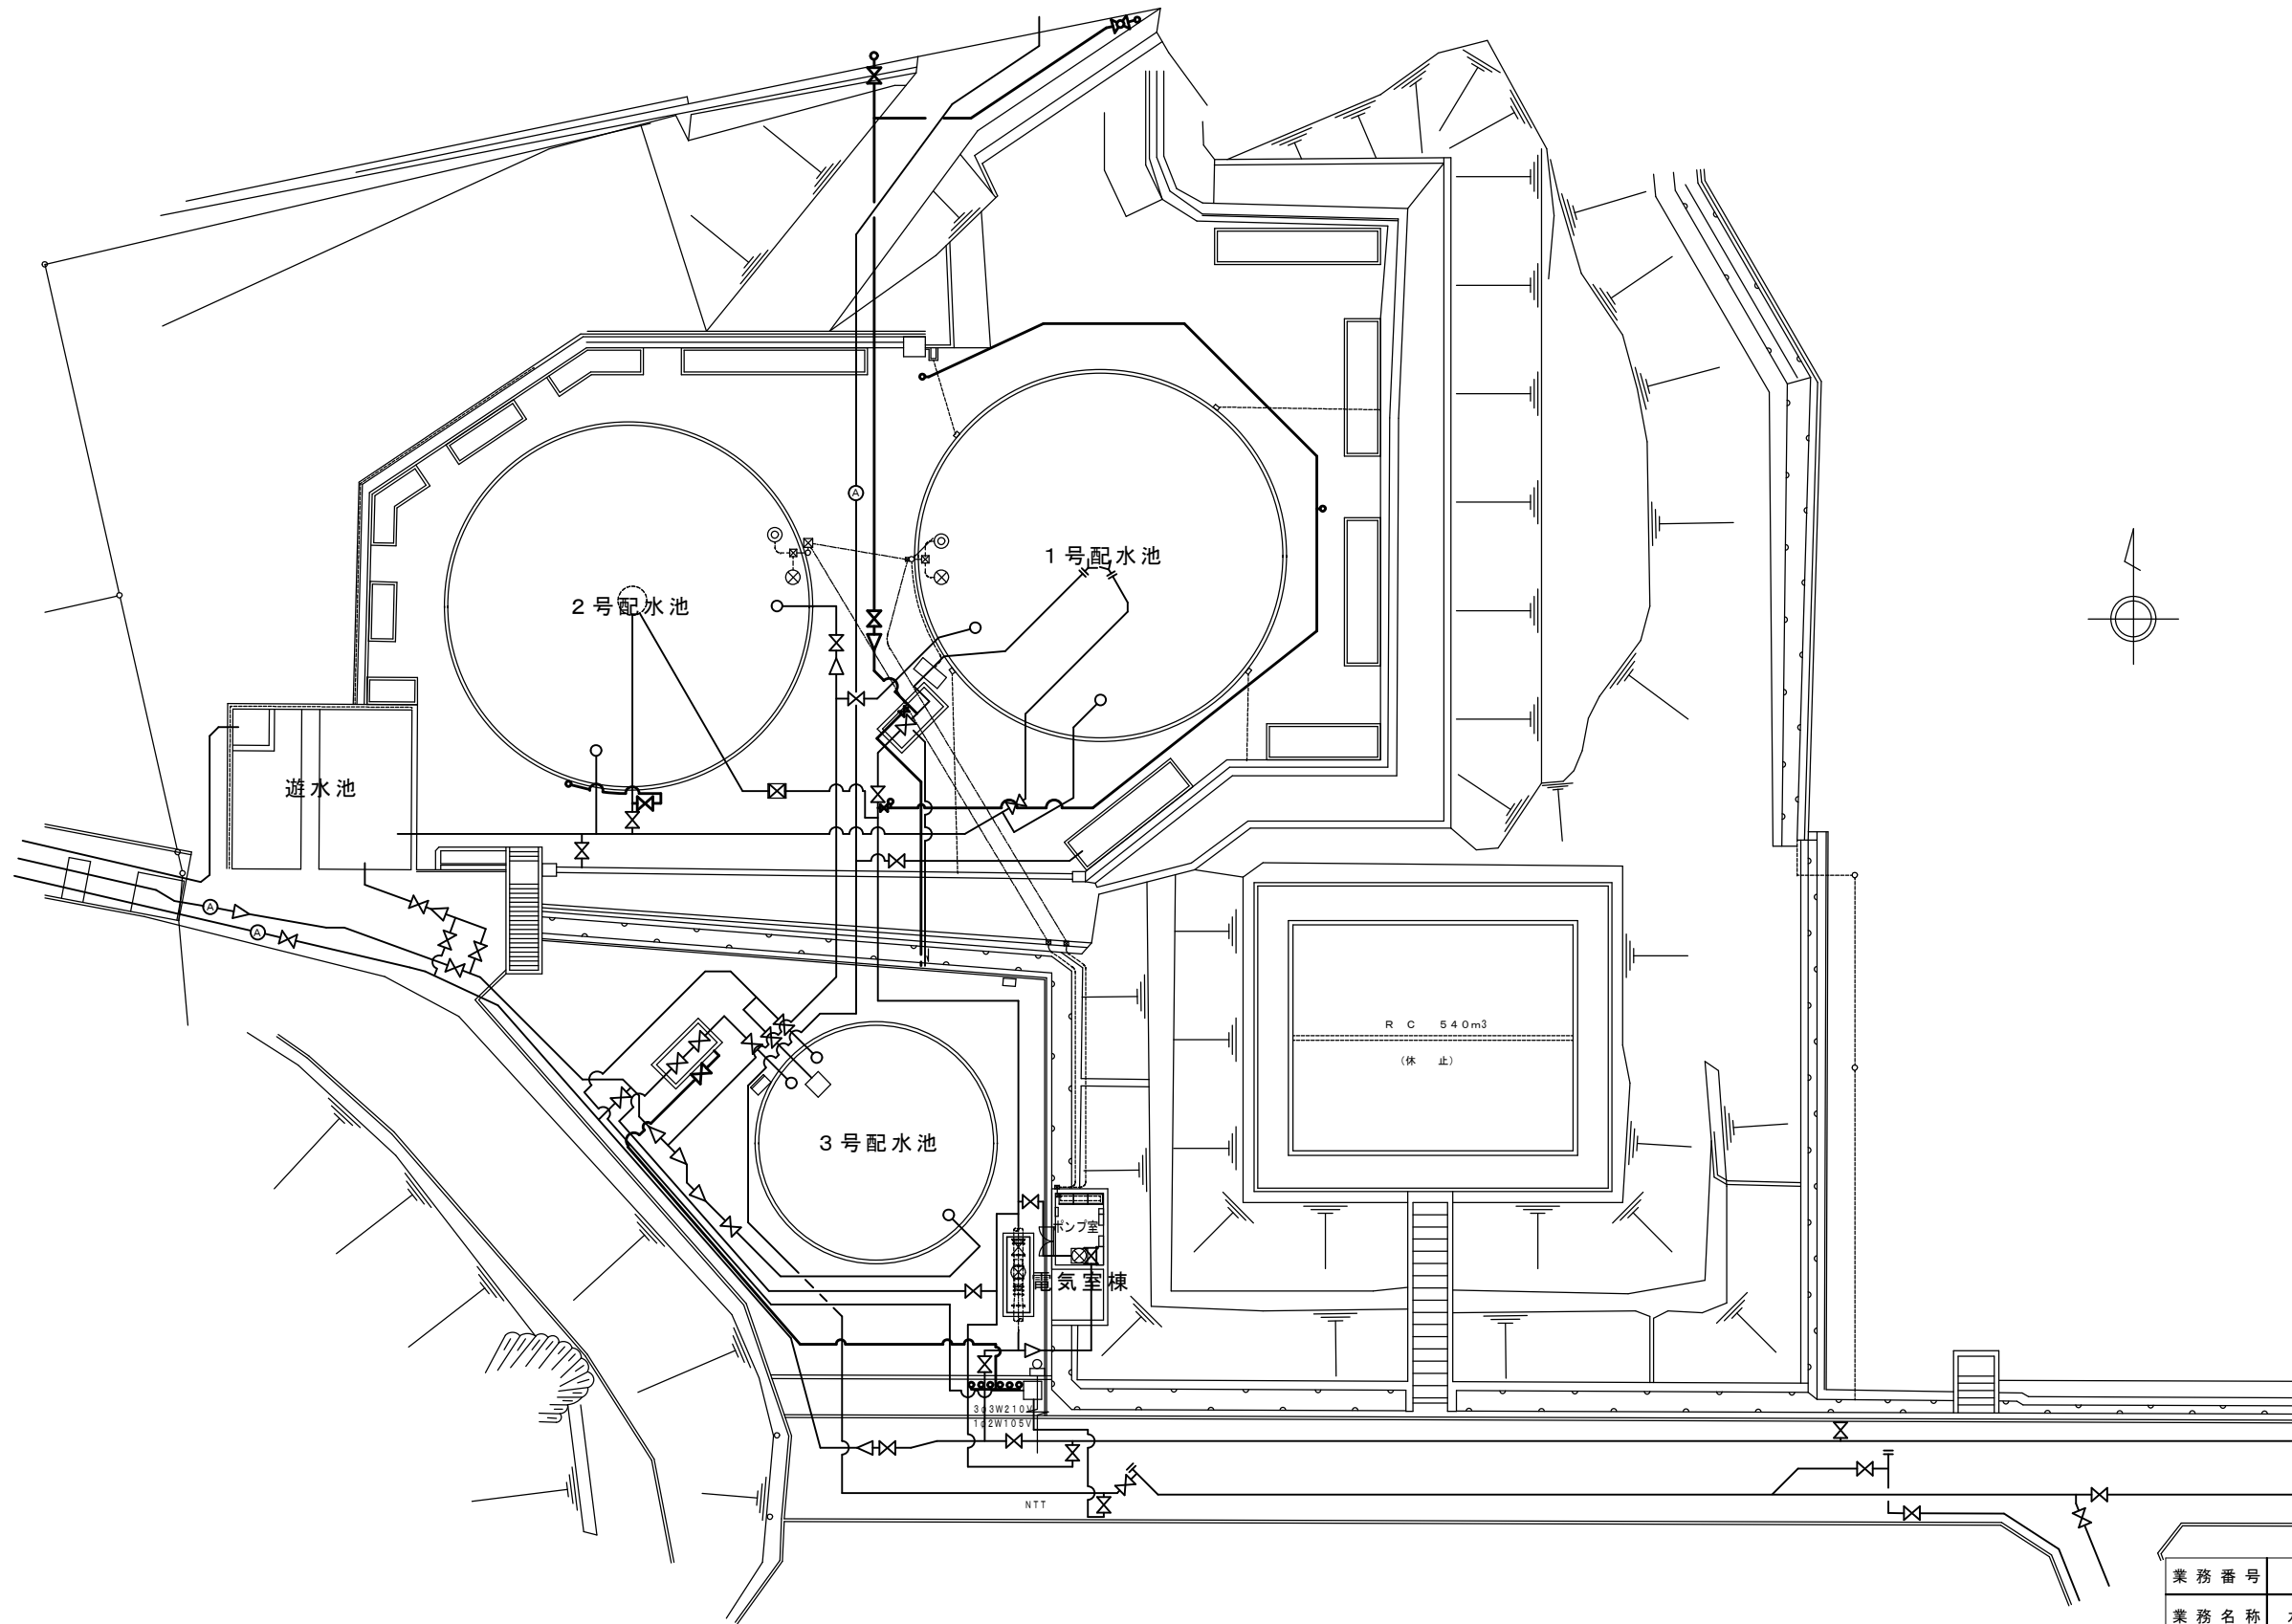 A
1号配水池
2号配水池
遊水池
A
A
RC 540m3
(休 止)
3号配水池
ポンプ室
電気室棟
3φ3W210V
1φ2W105V
NTT
業務番号
業務名称